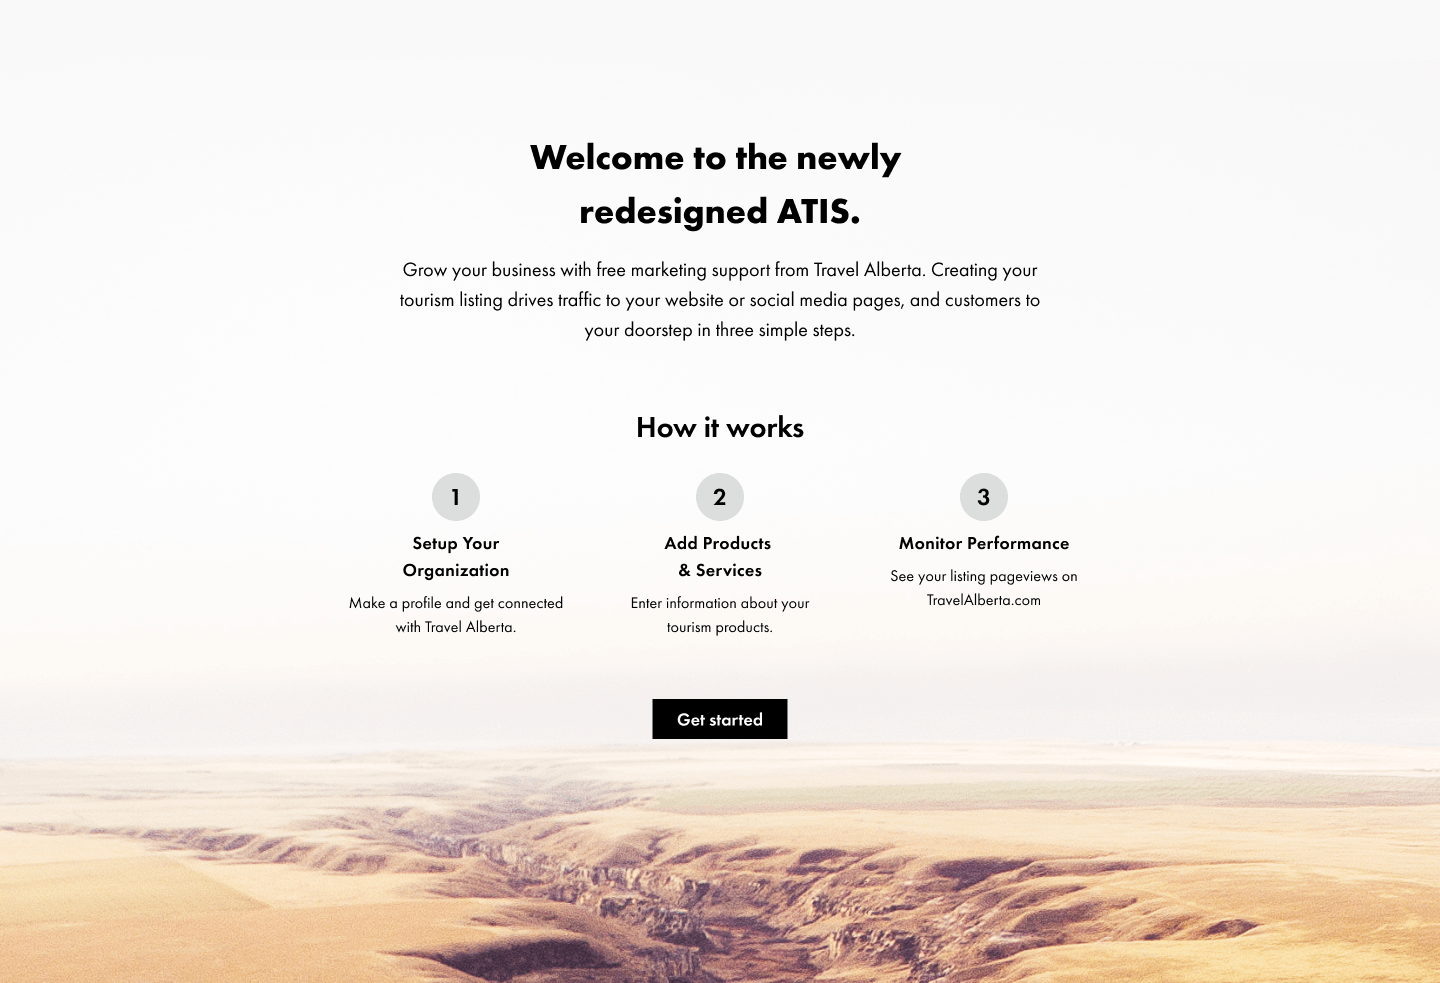 Welcome to the newly
redesigned ATIS.
Grow your business with free marketing support from Travel Alberta. Creating your
tourism listing drives traffic to your website or social media pages, and customers to
your doorstep in three simple steps.
How it works
1
Setup Your
Organization
Make a profile and get connected
with Travel Alberta.
2
Add Products
& Services
Enter information about your
tourism products.
3
Monitor Performance
See your listing pageviews on
TravelAlberta.com
Get started